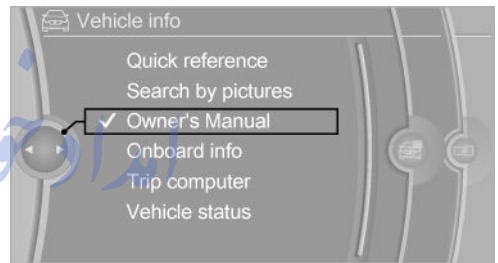 Vehicle info
Quick reference
Search by pictures
✓ Owner's Manual
Onboard info
Trip computer
Vehicle status